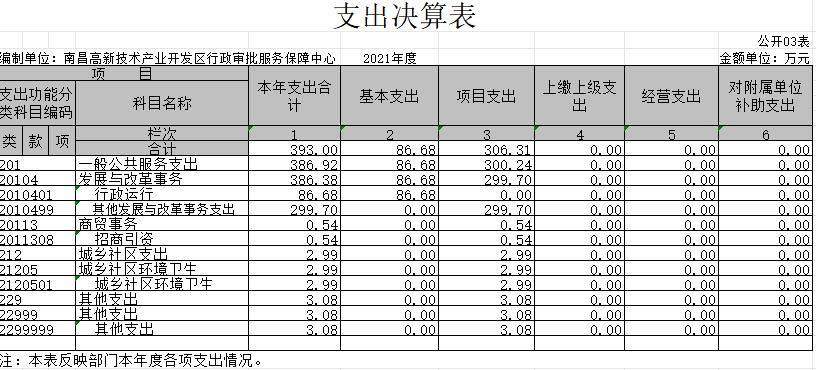 支出决算表
公开03表
编制单位：南昌高新技术产业开发区行政审批服务保障中心 2021年度 金额单位：万元
项 目 本年支出合计 基本支出 项目支出 上缴上级支出 经营支出 对附属单位补助支出
支出功能分类科目编码 科目名称
类 款 项 栏次 1 2 3 4 5 6
合计 393.00 86.68 306.31 0.00 0.00 0.00
201 一般公共服务支出 386.92 86.68 300.24 0.00 0.00 0.00
20104 发展与改革事务 386.38 86.68 299.70 0.00 0.00 0.00
2010401 行政运行 86.68 86.68 0.00 0.00 0.00 0.00
2010499 其他发展与改革事务支出 299.70 0.00 299.70 0.00 0.00 0.00
20113 商贸事务 0.54 0.00 0.54 0.00 0.00 0.00
2011308 招商引资 0.54 0.00 0.54 0.00 0.00 0.00
212 城乡社区支出 2.99 0.00 2.99 0.00 0.00 0.00
21205 城乡社区环境卫生 2.99 0.00 2.99 0.00 0.00 0.00
2120501 城乡社区环境卫生 2.99 0.00 2.99 0.00 0.00 0.00
229 其他支出 3.08 0.00 3.08 0.00 0.00 0.00
22999 其他支出 3.08 0.00 3.08 0.00 0.00 0.00
2299999 其他支出 3.08 0.00 3.08 0.00 0.00 0.00
注：本表反映部门本年度各项支出情况。